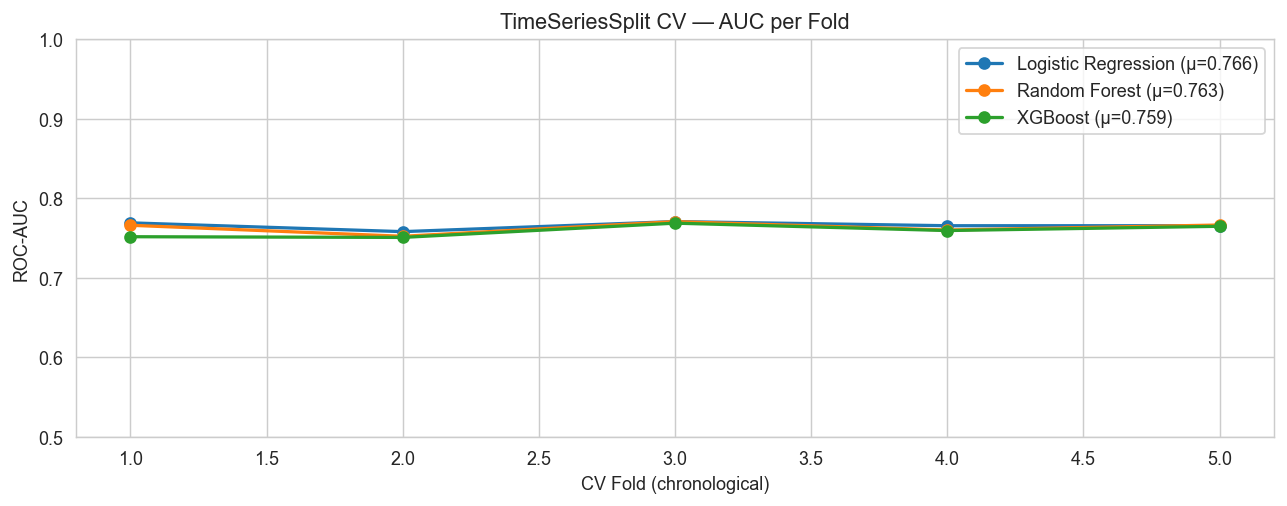 TimeSeriesSplit CV — AUC per Fold
1.0
0.9
0.8
0.7
0.6
0.5
ROC-AUC
Logistic Regression (μ=0.766)
Random Forest (μ=0.763)
XGBoost (μ=0.759)
1.0 1.5 2.0 2.5 3.0 3.5 4.0 4.5 5.0
CV Fold (chronological)